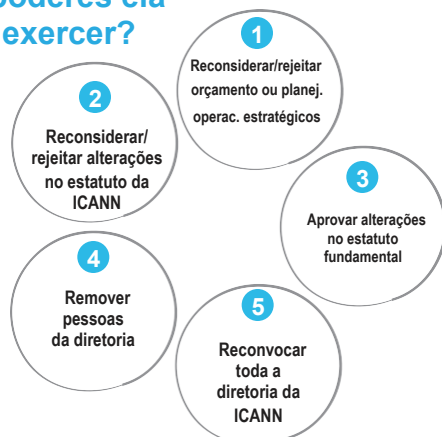 poderes ela
exercer?
1
Reconsiderar/rejeitar
orçamento ou planej.
operac. estratégicos
2
Reconsiderar/
rejeitar alterações
no estatuto da
ICANN
3
Aprovar alterações
no estatuto
fundamental
4
Remover
pessoas
da diretoria
5
Reconvocar
toda a
diretoria da
ICANN